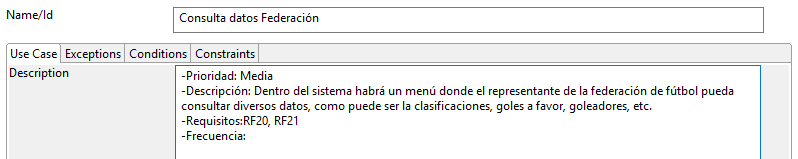 Name/Id
Consulta datos Federación
Use Case Exceptions Conditions Constraints
Description
-Prioridad: Media
-Descripción: Dentro del sistema habrá un menú donde el representante de la federación de fútbol pueda
consultar diversos datos, como puede ser la clasificaciones, goles a favor, goleadores, etc.
-Requisitos:RF20, RF21
-Frecuencia: